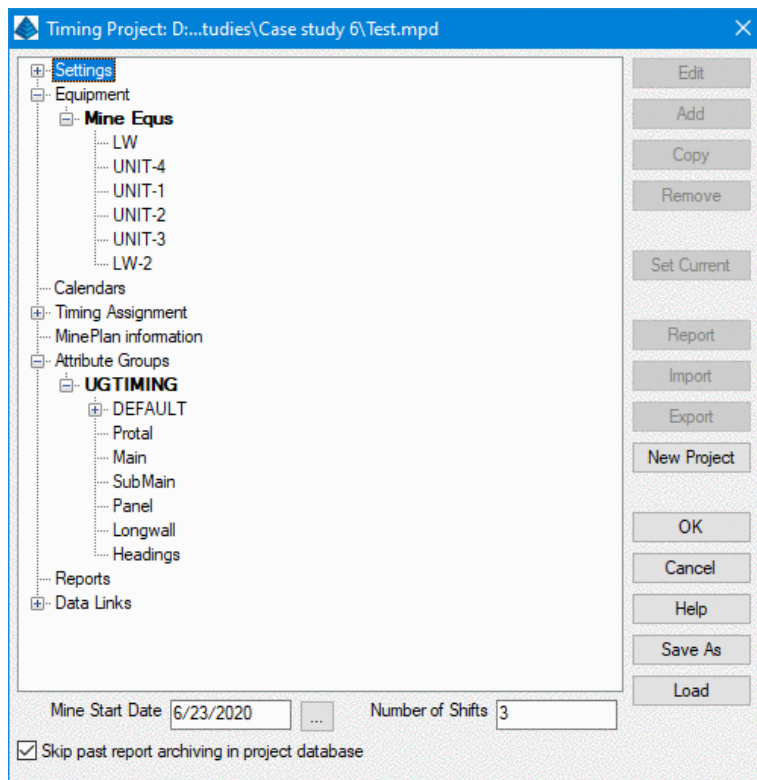 Timing Project: D:...tudies\Case study 6\Test.mpd
Settings
Edit
Equipment
Mine Equs
Add
LW
Copy
UNIT-4
UNIT-1
Remove
UNIT-2
UNIT-3
LW-2
Set Current
Calendars
Timing Assignment
MinePlan information
Report
Attribute Groups
UGTIMING
Import
DEFAULT
Export
Protal
Main
New Project
SubMain
Panel
Longwall
OK
Headings
Cancel
Reports
Data Links
Help
Save As
Load
Mine Start Date 6/23/2020 ... Number of Shifts 3
Skip past report archiving in project database